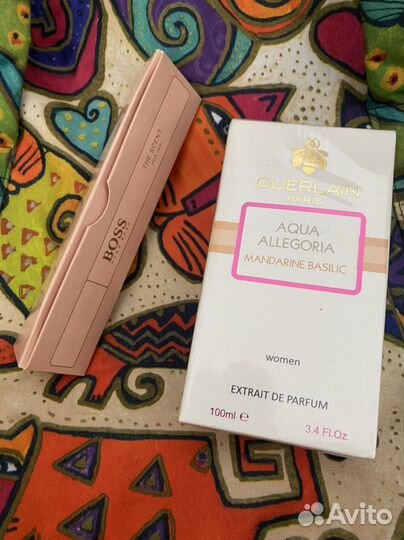 THE SCENT
BOSS
GUERLAIN
PARIS
AQUA
ALLEGORIA
MANDARINE BASILIC
women
EXTRAIT DE PARFUM
100ml e
3.4 Fl.Oz.
Avito